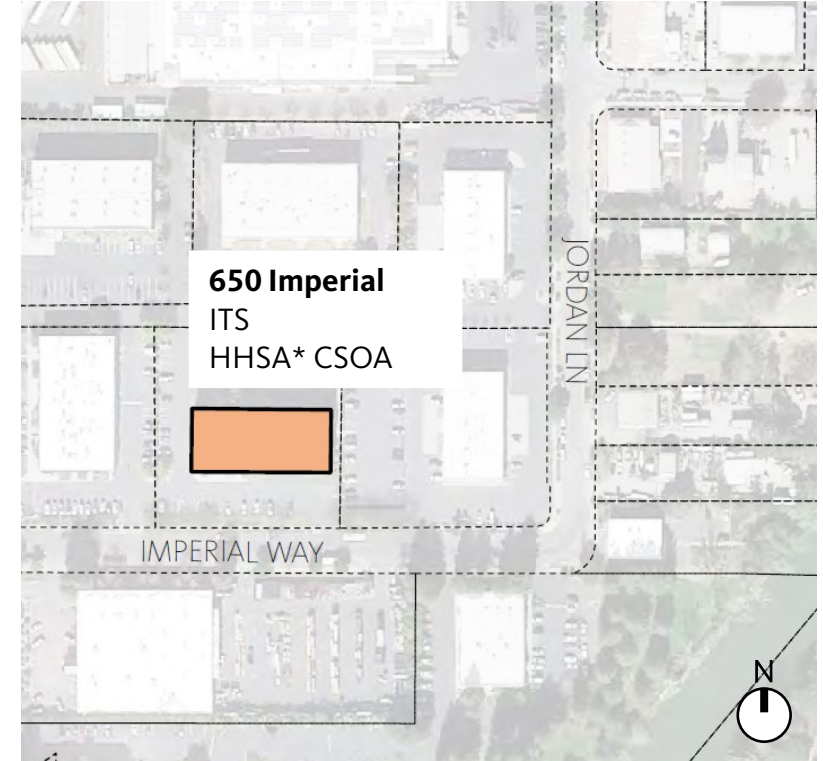 650 Imperial
ITS
HHSA* CSOA
JORDAN LN
IMPERIAL WAY
N